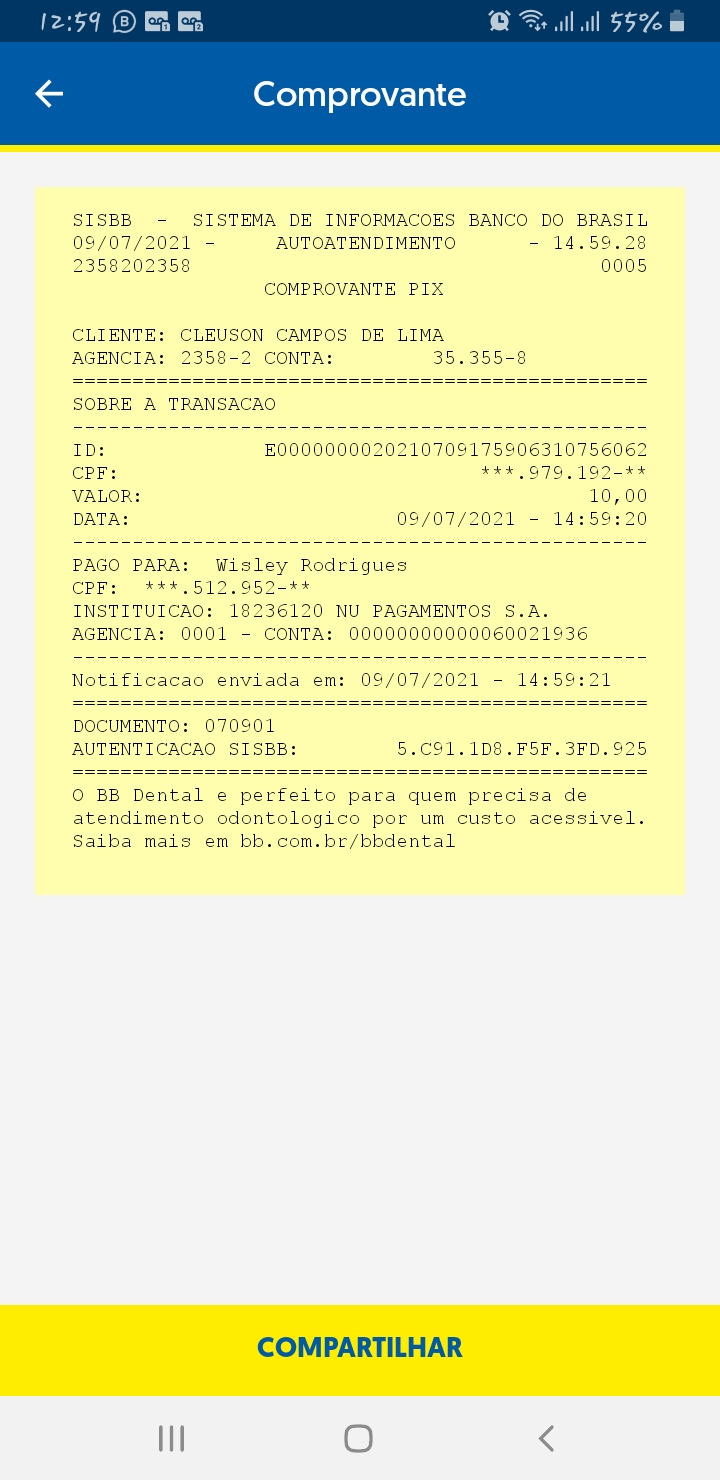 12:59
55%
Comprovante
SISBB - SISTEMA DE INFORMACOES BANCO DO BRASIL
09/07/2021 - AUTOATENDIMENTO - 14.59.28
2358202358 0005
COMPROVANTE PIX
CLIENTE: CLEUSON CAMPOS DE LIMA
AGENCIA: 2358-2 CONTA: 35.355-8
================================================
SOBRE A TRANSACAO
------------------------------------------------
ID: E0000000020210709175906310756062
CPF: ***.979.192-**
VALOR: 10,00
DATA: 09/07/2021 - 14:59:20
------------------------------------------------
PAGO PARA: Wisley Rodrigues
CPF: ***.512.952-**
INSTITUICAO: 18236120 NU PAGAMENTOS S.A.
AGENCIA: 0001 - CONTA: 00000000000060021936
------------------------------------------------
Notificacao enviada em: 09/07/2021 - 14:59:21
================================================
DOCUMENTO: 070901
AUTENTICACAO SISBB: 5.C91.1D8.F5F.3FD.925
================================================
O BB Dental e perfeito para quem precisa de
atendimento odontologico por um custo acessivel.
Saiba mais em bb.com.br/bbdental
COMPARTILHAR